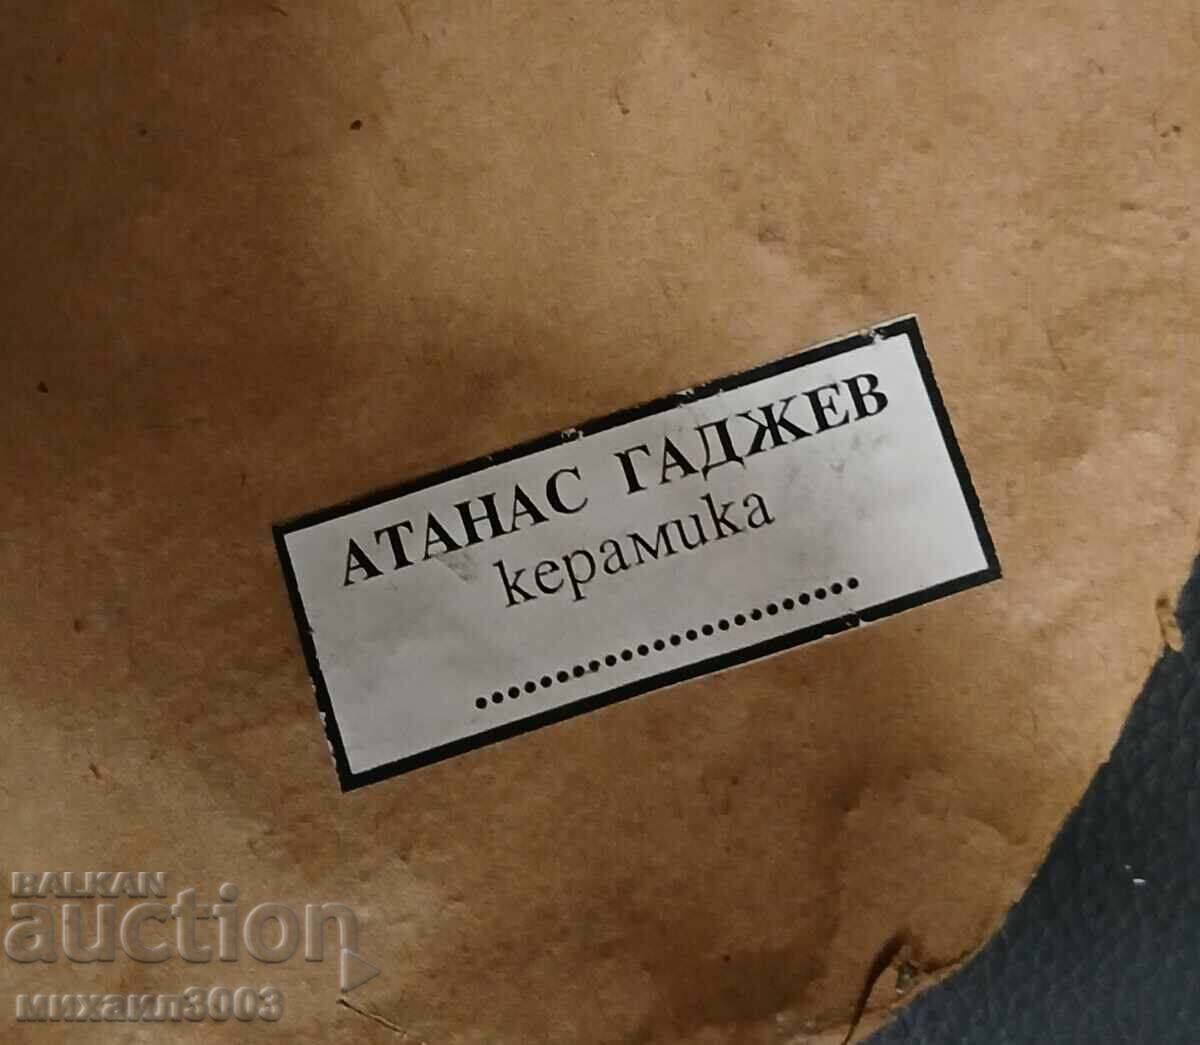 АТАНАС ГАДЖЕВ
керамика
........................
BALKAN
auction
михаил3003